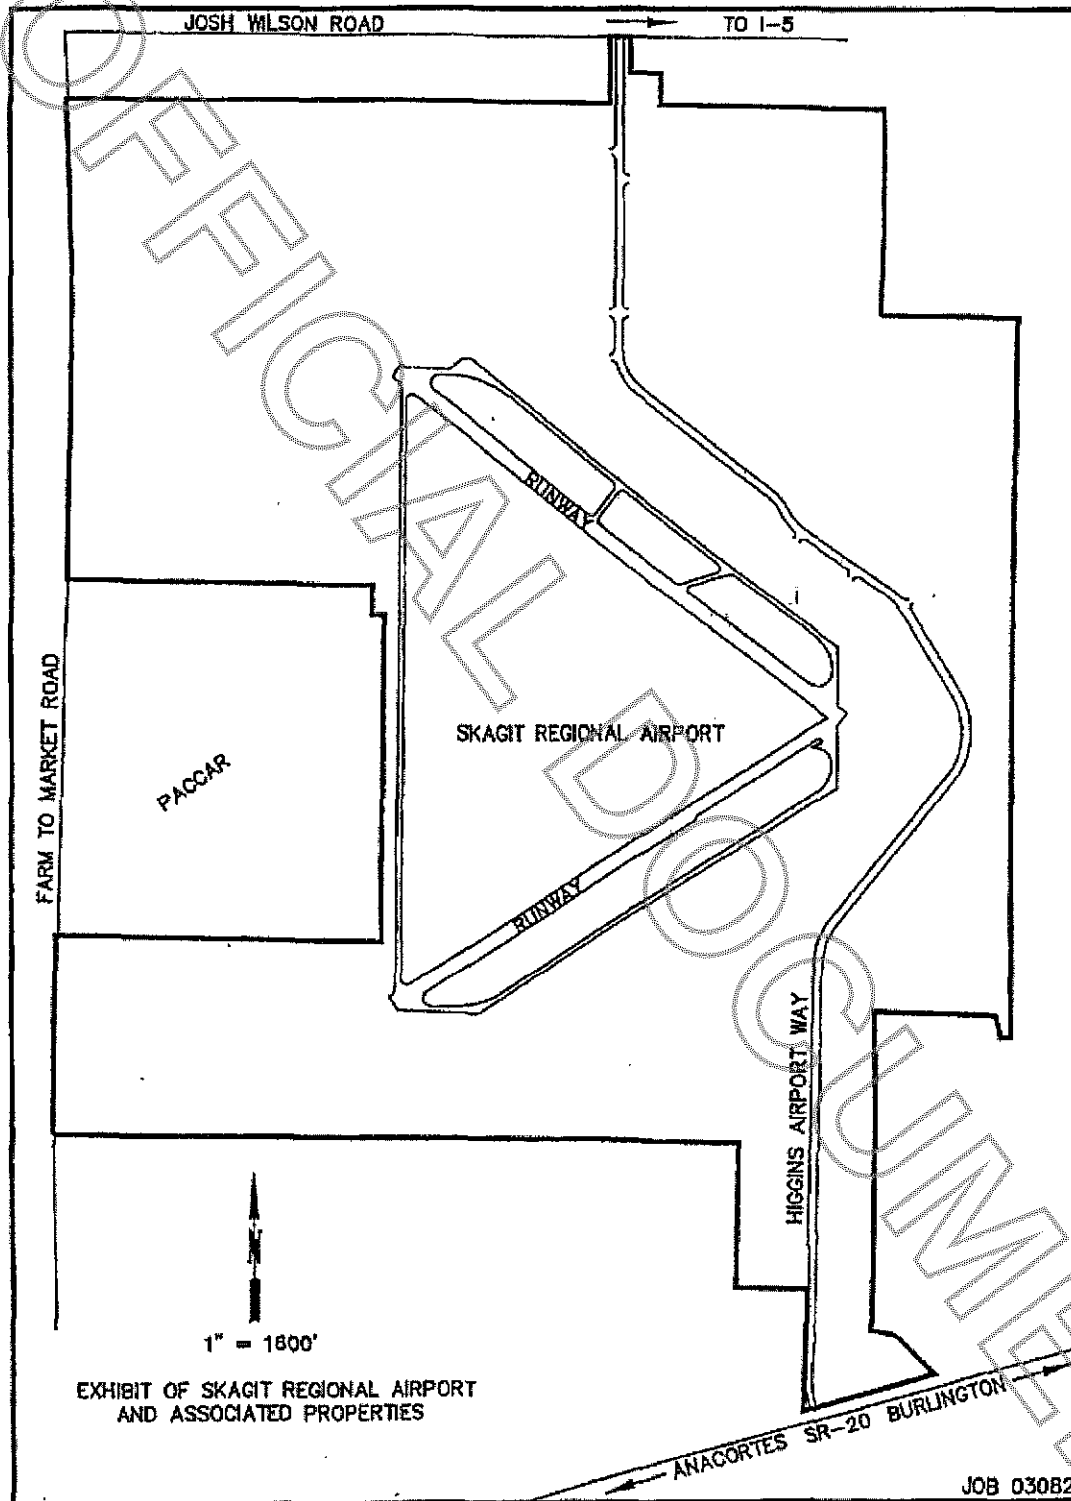 JOSH WILSON ROAD
TO I-5
RUNWAY
SKAGIT REGIONAL AIRPORT
FARM TO MARKET ROAD
PACCAR
RUNWAY
HIGGINS AIRPORT WAY
N
1" = 1600'
EXHIBIT OF SKAGIT REGIONAL AIRPORT
AND ASSOCIATED PROPERTIES
ANACORTES SR-20 BURLINGTON
JOB 03082
OFFICIAL DOCUME